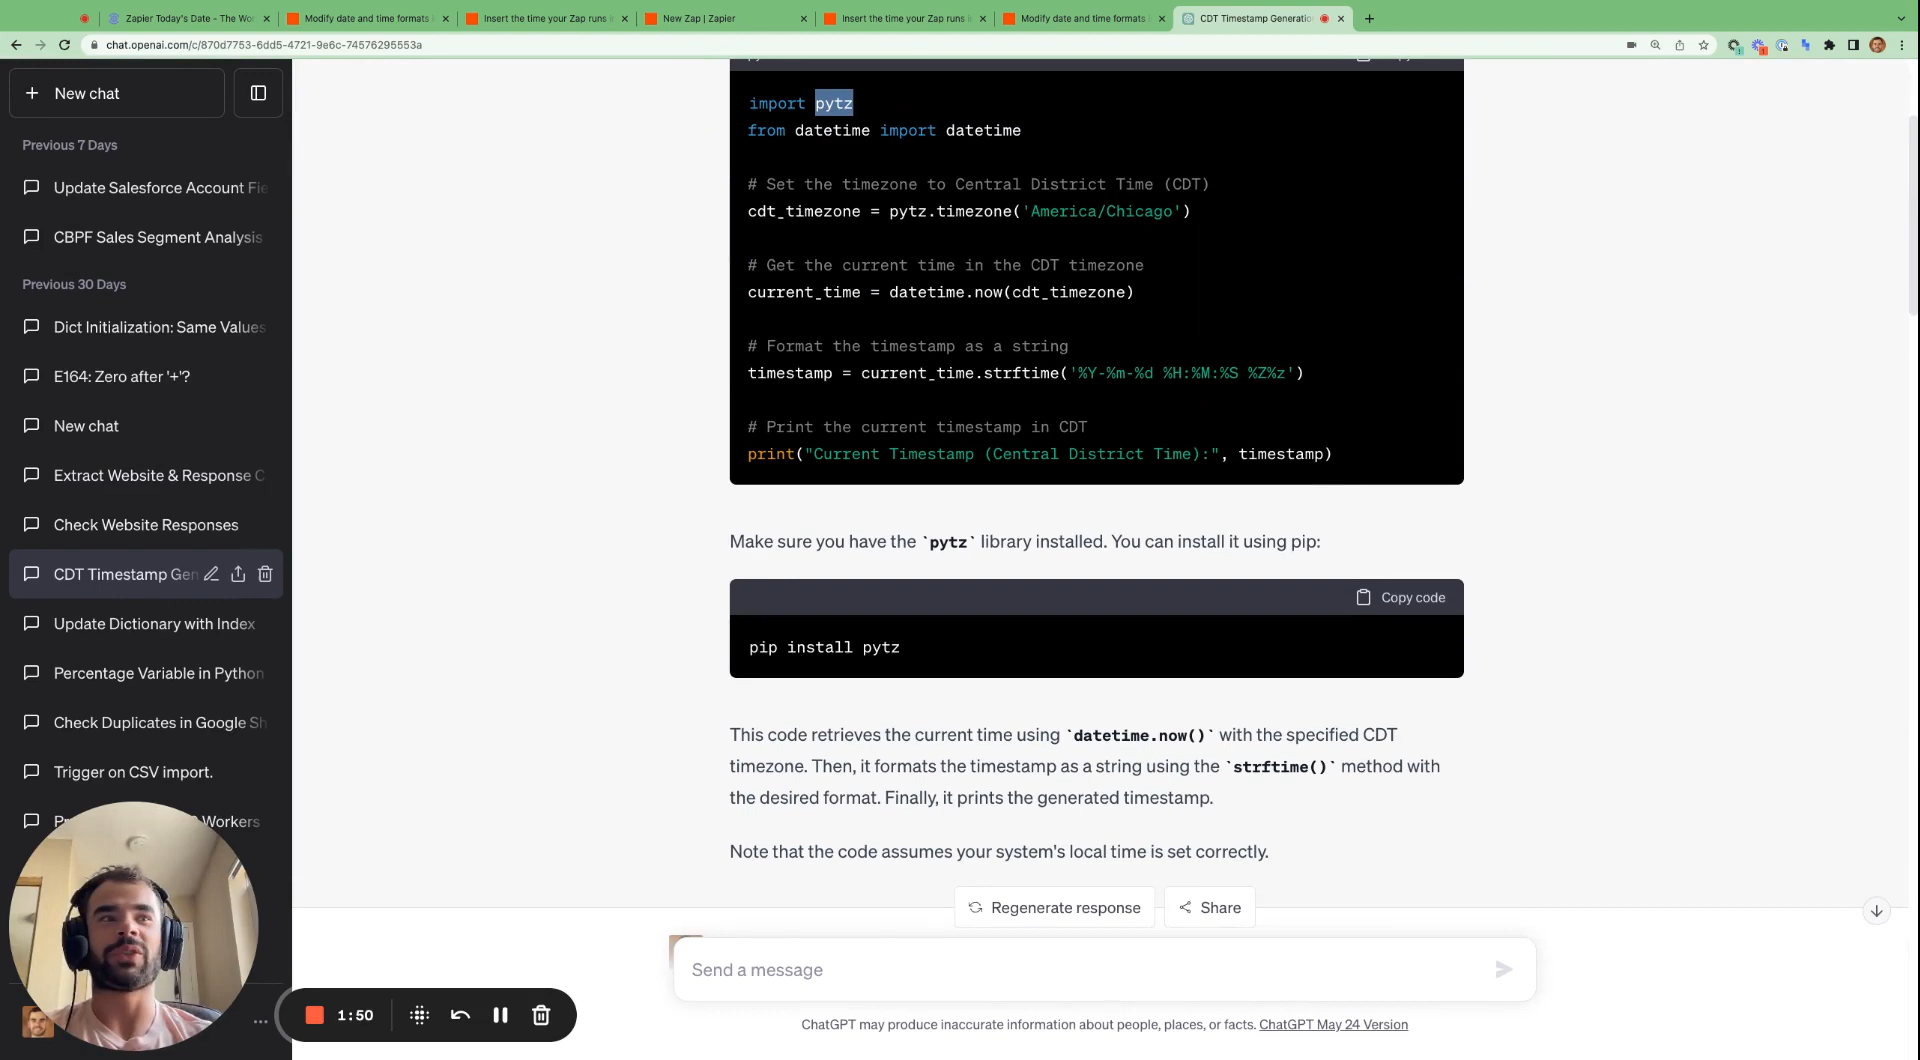 Zapier Today's Date - The Wo
Modify date and time formats
Insert the time your Zap runs i
New Zap | Zapier
Insert the time your Zap runs in
Modify date and time formats
CDT Timestamp Generatio
chat.openai.com/c/870d7753-6dd5-4721-9e6c-74576295553a
New chat
Previous 7 Days
Update Salesforce Account Fie
CBPF Sales Segment Analysis
Previous 30 Days
Dict Initialization: Same Values
E164: Zero after '+'?
New chat
Extract Website & Response C
Check Website Responses
CDT Timestamp Gen
Update Dictionary with Index
Percentage Variable in Python
Check Duplicates in Google Sh
Trigger on CSV import.
Workers
import pytz
from datetime import datetime
# Set the timezone to Central District Time (CDT)
cdt_timezone = pytz.timezone('America/Chicago')
# Get the current time in the CDT timezone
current_time = datetime.now(cdt_timezone)
# Format the timestamp as a string
timestamp = current_time.strftime('%Y-%m-%d %H:%M:%S %Z%z')
# Print the current timestamp in CDT
print("Current Timestamp (Central District Time):", timestamp)
Make sure you have the `pytz` library installed. You can install it using pip:
Copy code
pip install pytz
This code retrieves the current time using `datetime.now()` with the specified CDT
timezone. Then, it formats the timestamp as a string using the `strftime()` method with
the desired format. Finally, it prints the generated timestamp.
Note that the code assumes your system's local time is set correctly.
Regenerate response
Share
Send a message
1:50
ChatGPT may produce inaccurate information about people, places, or facts. ChatGPT May 24 Version